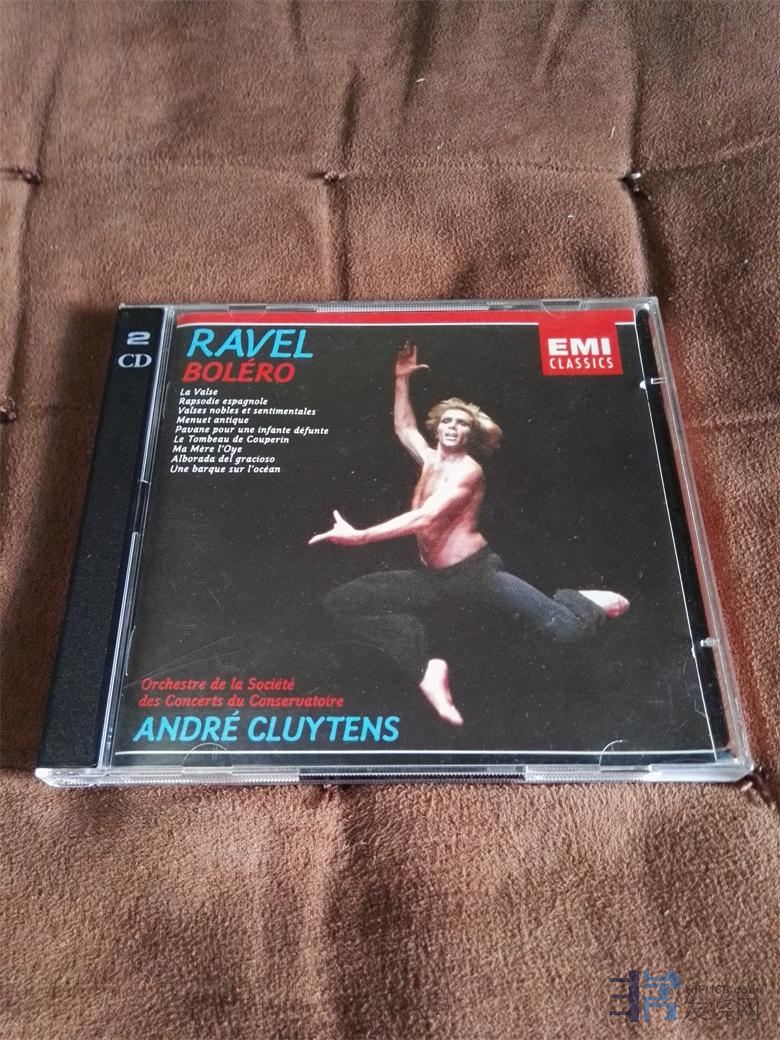 2
CD
RAVEL
BOLÉRO
EMI
CLASSICS
La Valse
Rapsodie espagnole
Valses nobles et sentimentales
Menuet antique
Pavane pour une infante défunte
Le Tombeau de Couperin
Ma Mère l'Oye
Alborada del gracioso
Une barque sur l'océan
Orchestre de la Société
des Concerts du Conservatoire
ANDRÉ CLUYTENS